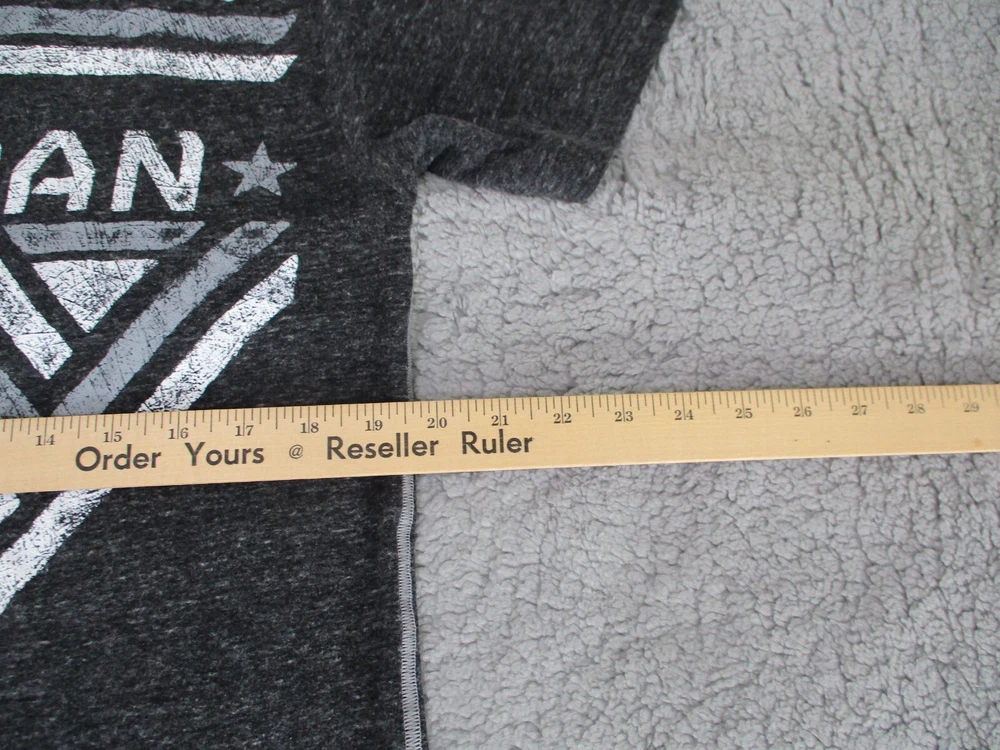 AN
14 15 16 17 18 19 20 21 22 23 24 25 26 27 28 29
Order Yours @ Reseller Ruler